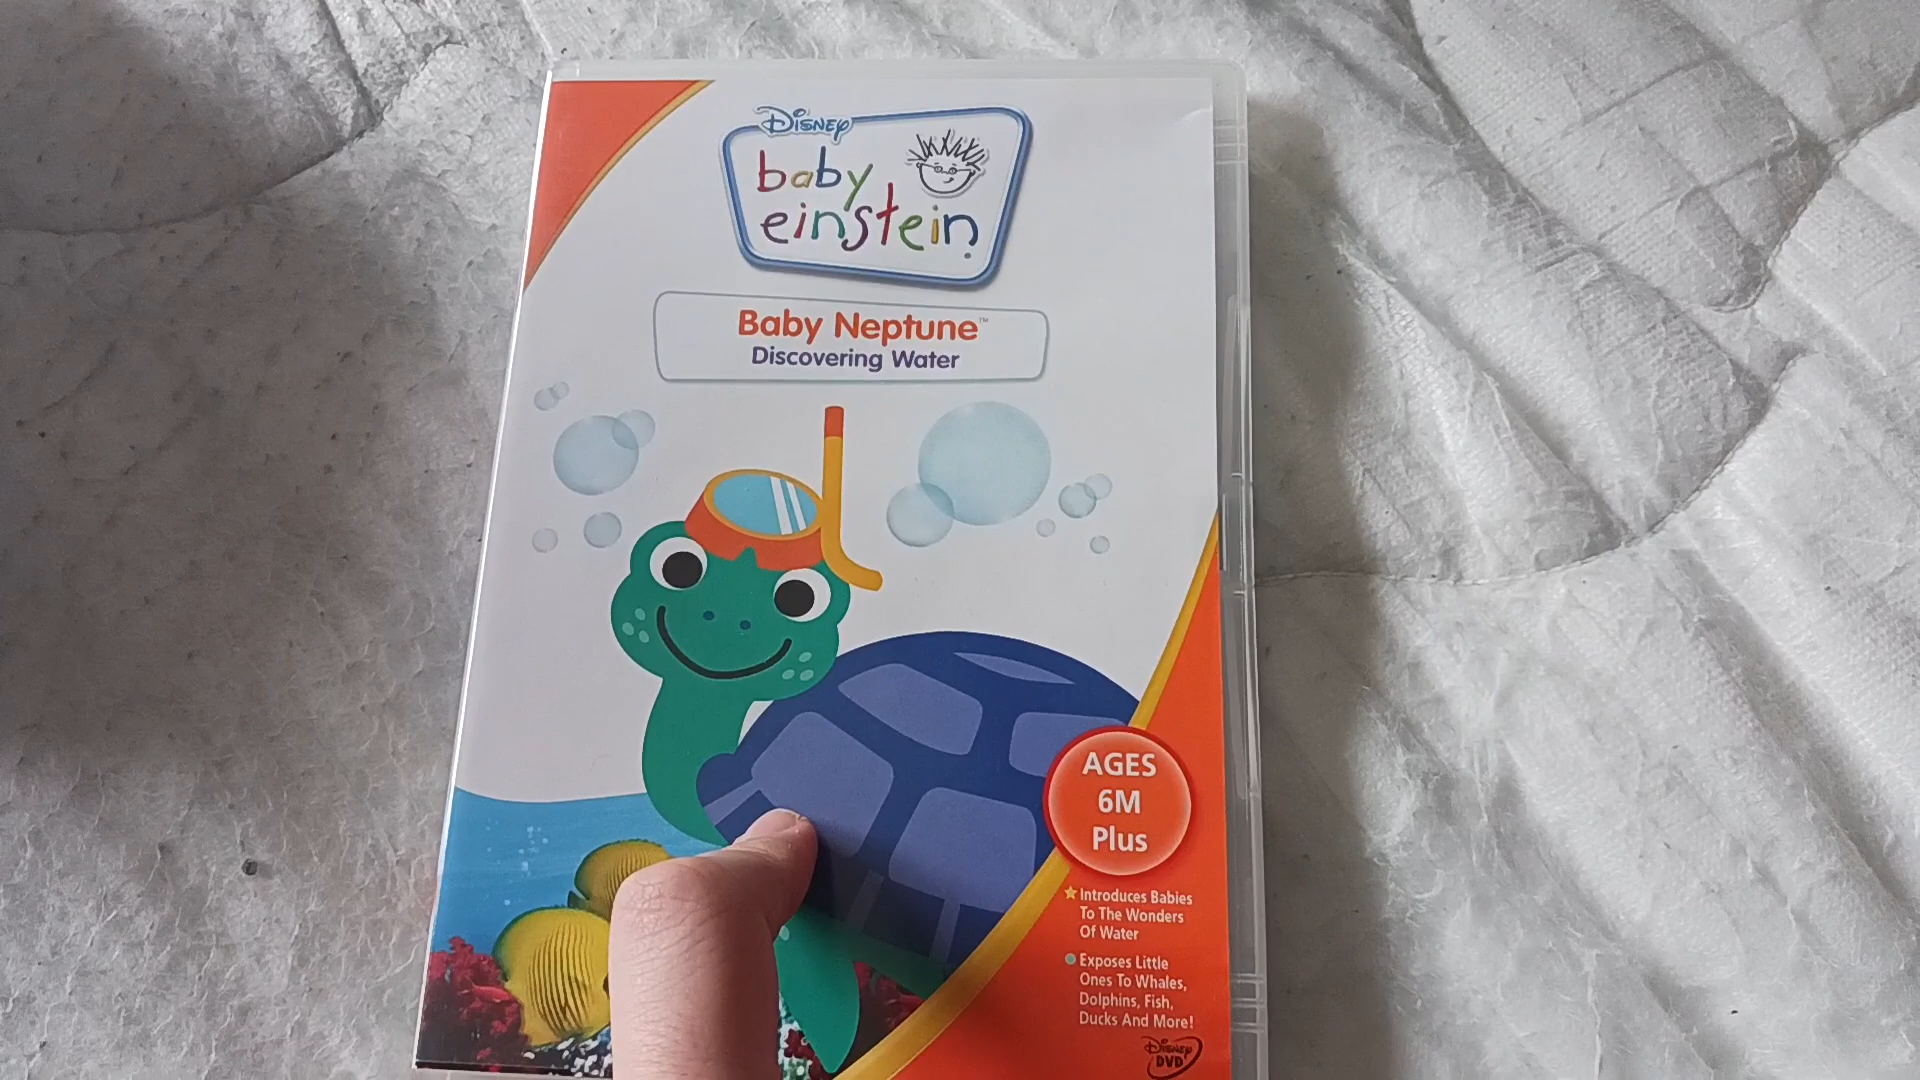 Disney
baby
einstein
Baby Neptune™
Discovering Water
AGES
6M
Plus
Introduces Babies
To The Wonders
Of Water
Exposes Little
Ones To Whales,
Dolphins, Fish,
Ducks And More!
Disney
DVD